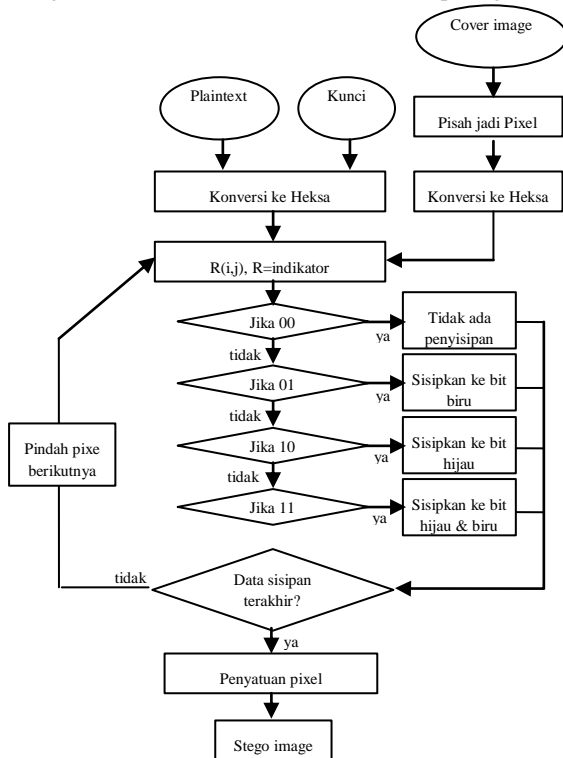 Cover image
Plaintext
Kunci
Pisah jadi Pixel
Konversi ke Heksa
Konversi ke Heksa
R(i,j), R=indikator
Jika 00
ya
Tidak ada
penyisipan
tidak
Jika 01
ya
Sisipkan ke bit
biru
tidak
Jika 10
ya
Sisipkan ke bit
hijau
tidak
Jika 11
ya
Sisipkan ke bit
hijau & biru
Pindah pixe
berikutnya
tidak
Data sisipan
terakhir?
ya
Penyatuan pixel
Stego image